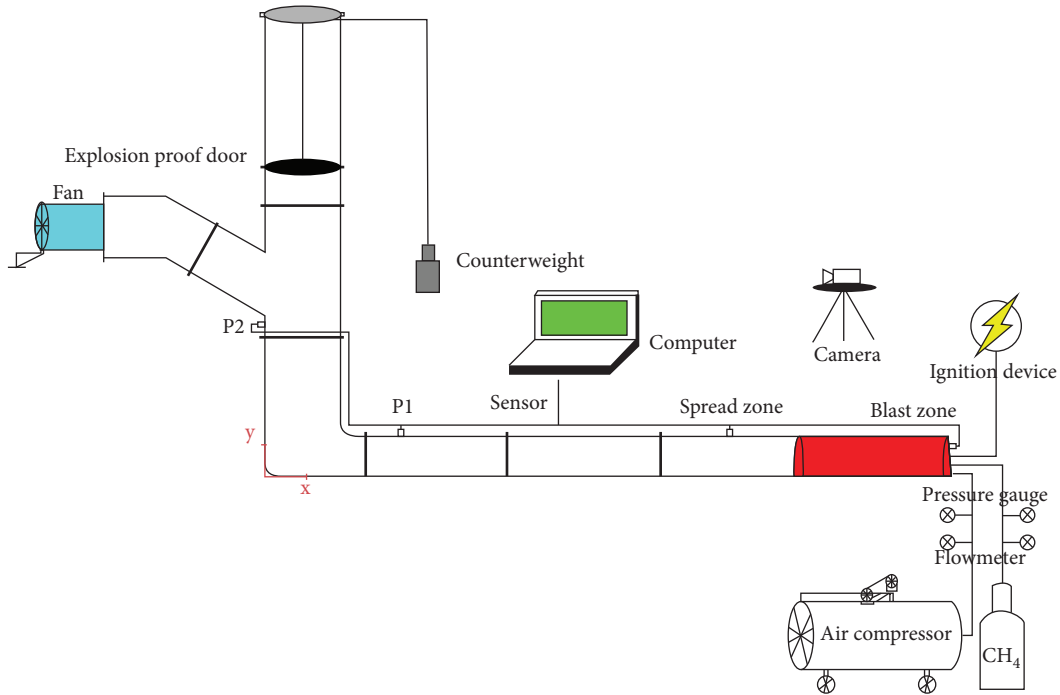 Explosion proof door
Fan
Counterweight
P2
Computer
Camera
Ignition device
P1
Sensor
Spread zone
Blast zone
y
x
Pressure gauge
Flowmeter
Air compressor
CH₄